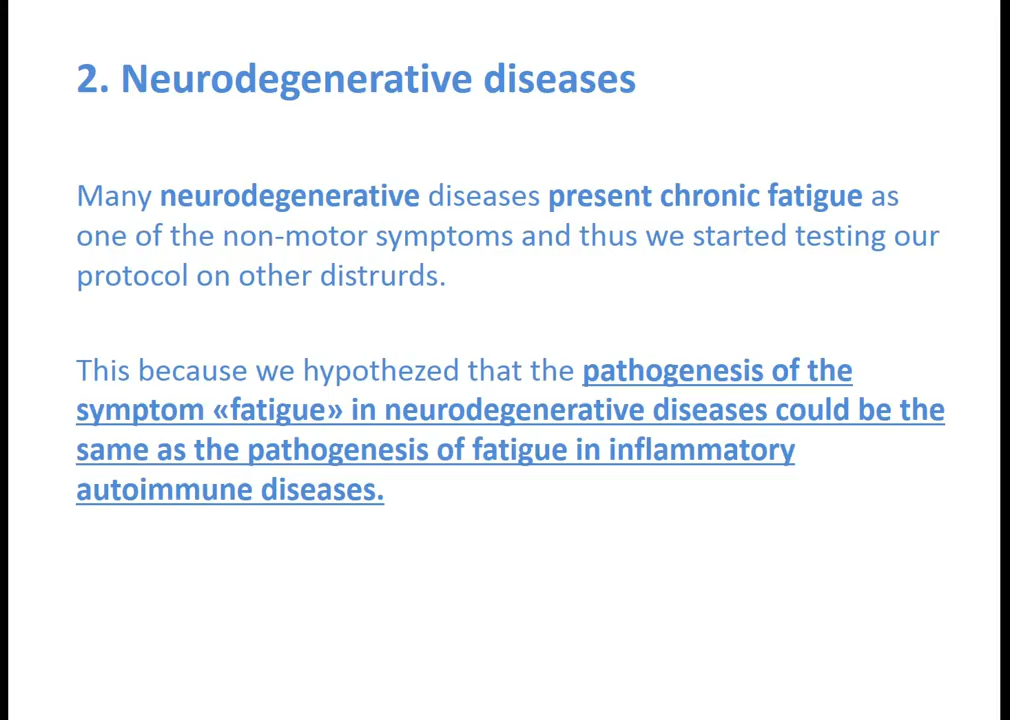 2. Neurodegenerative diseases
Many neurodegenerative diseases present chronic fatigue as
one of the non-motor symptoms and thus we started testing our
protocol on other distrurds.
This because we hypothezed that the pathogenesis of the
symptom «fatigue» in neurodegenerative diseases could be the
same as the pathogenesis of fatigue in inflammatory
autoimmune diseases.